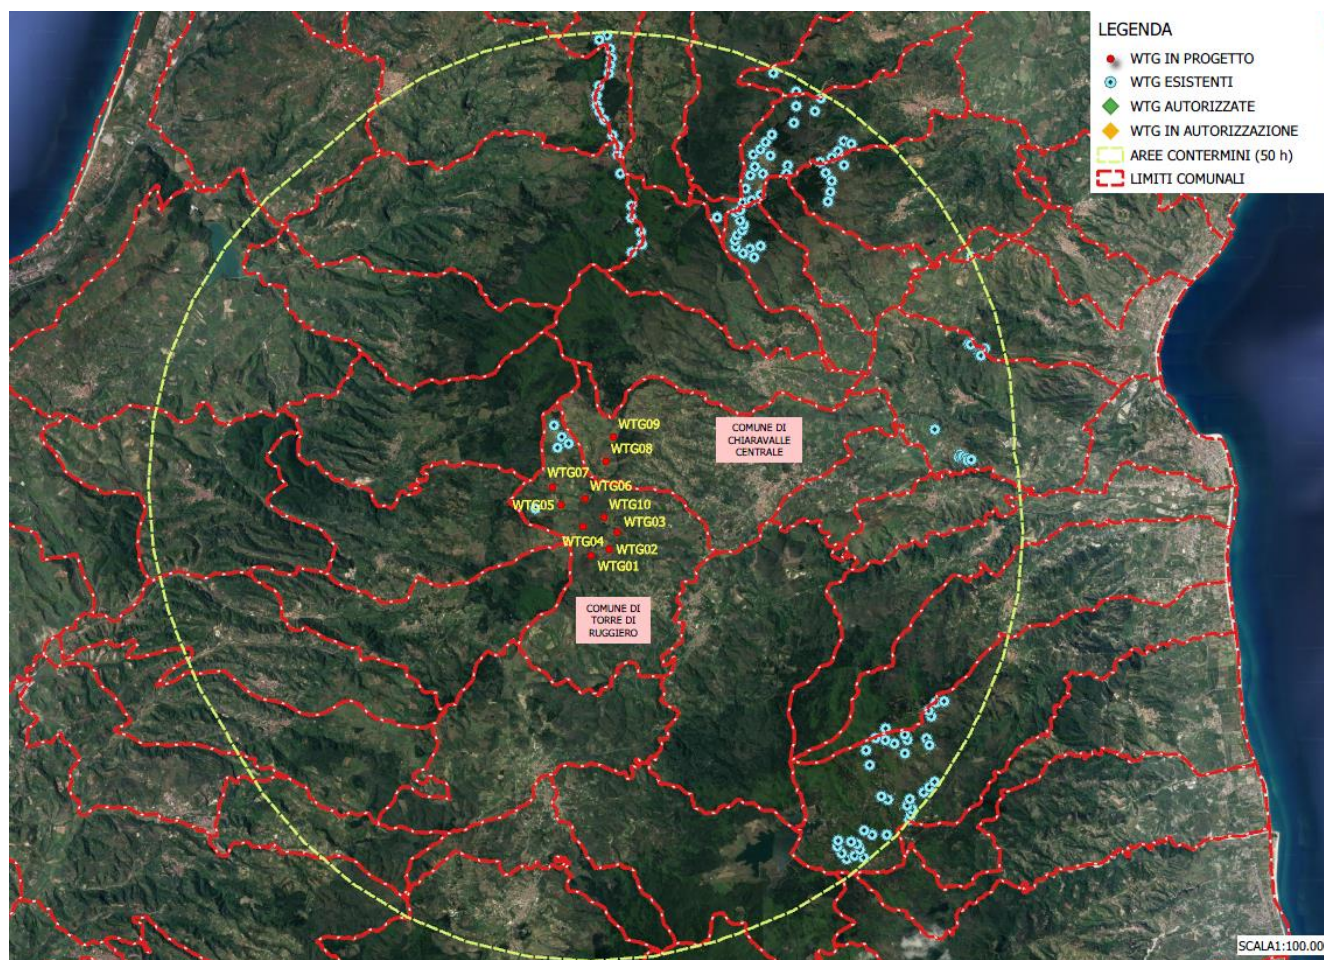 LEGENDA
WTG IN PROGETTO
WTG ESISTENTI
WTG AUTORIZZATE
WTG IN AUTORIZZAZIONE
AREE CONTERMINI (50 h)
LIMITI COMUNALI
WTG09
COMUNE DI
CHIARAVALLE
CENTRALE
WTG08
WTG07
WTG06
WTG05
WTG10
WTG03
WTG04
WTG02
WTG01
COMUNE DI
TORRE DI
RUGGIERO
SCALA1:100.00